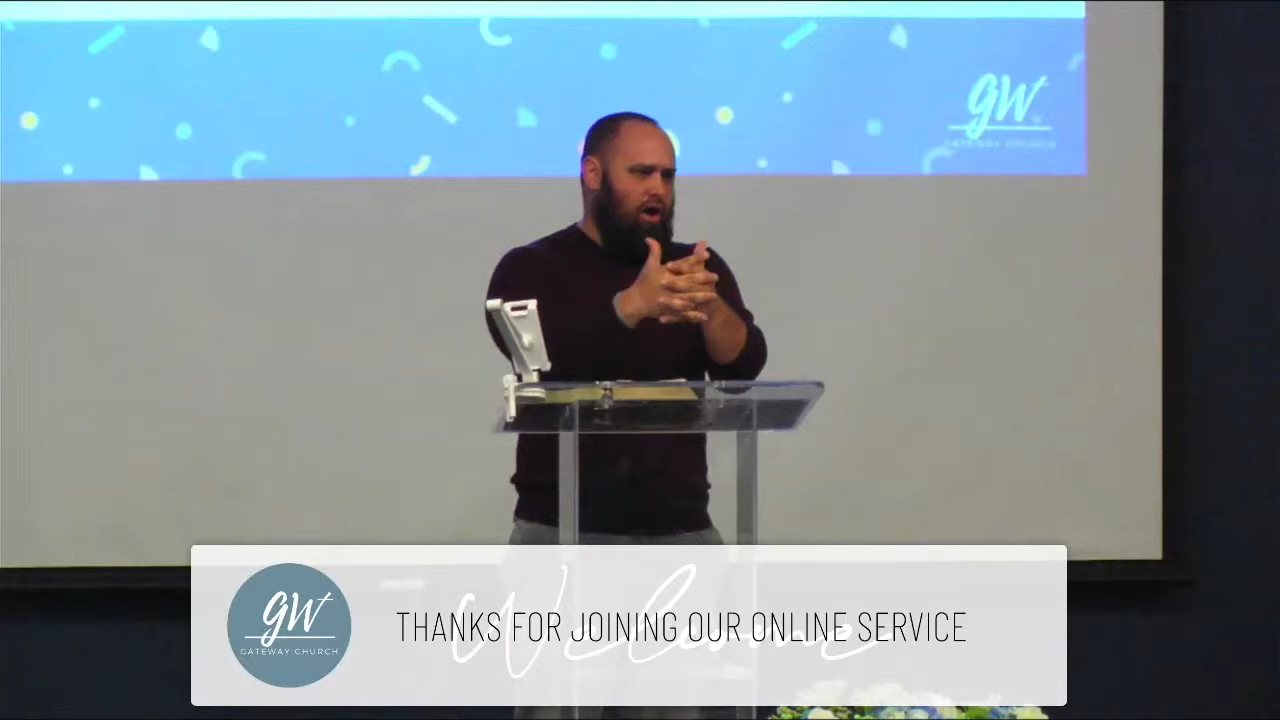 GW
GATEWAY CHURCH
GW
GATEWAY CHURCH
Welcome
THANKS FOR JOINING OUR ONLINE SERVICE